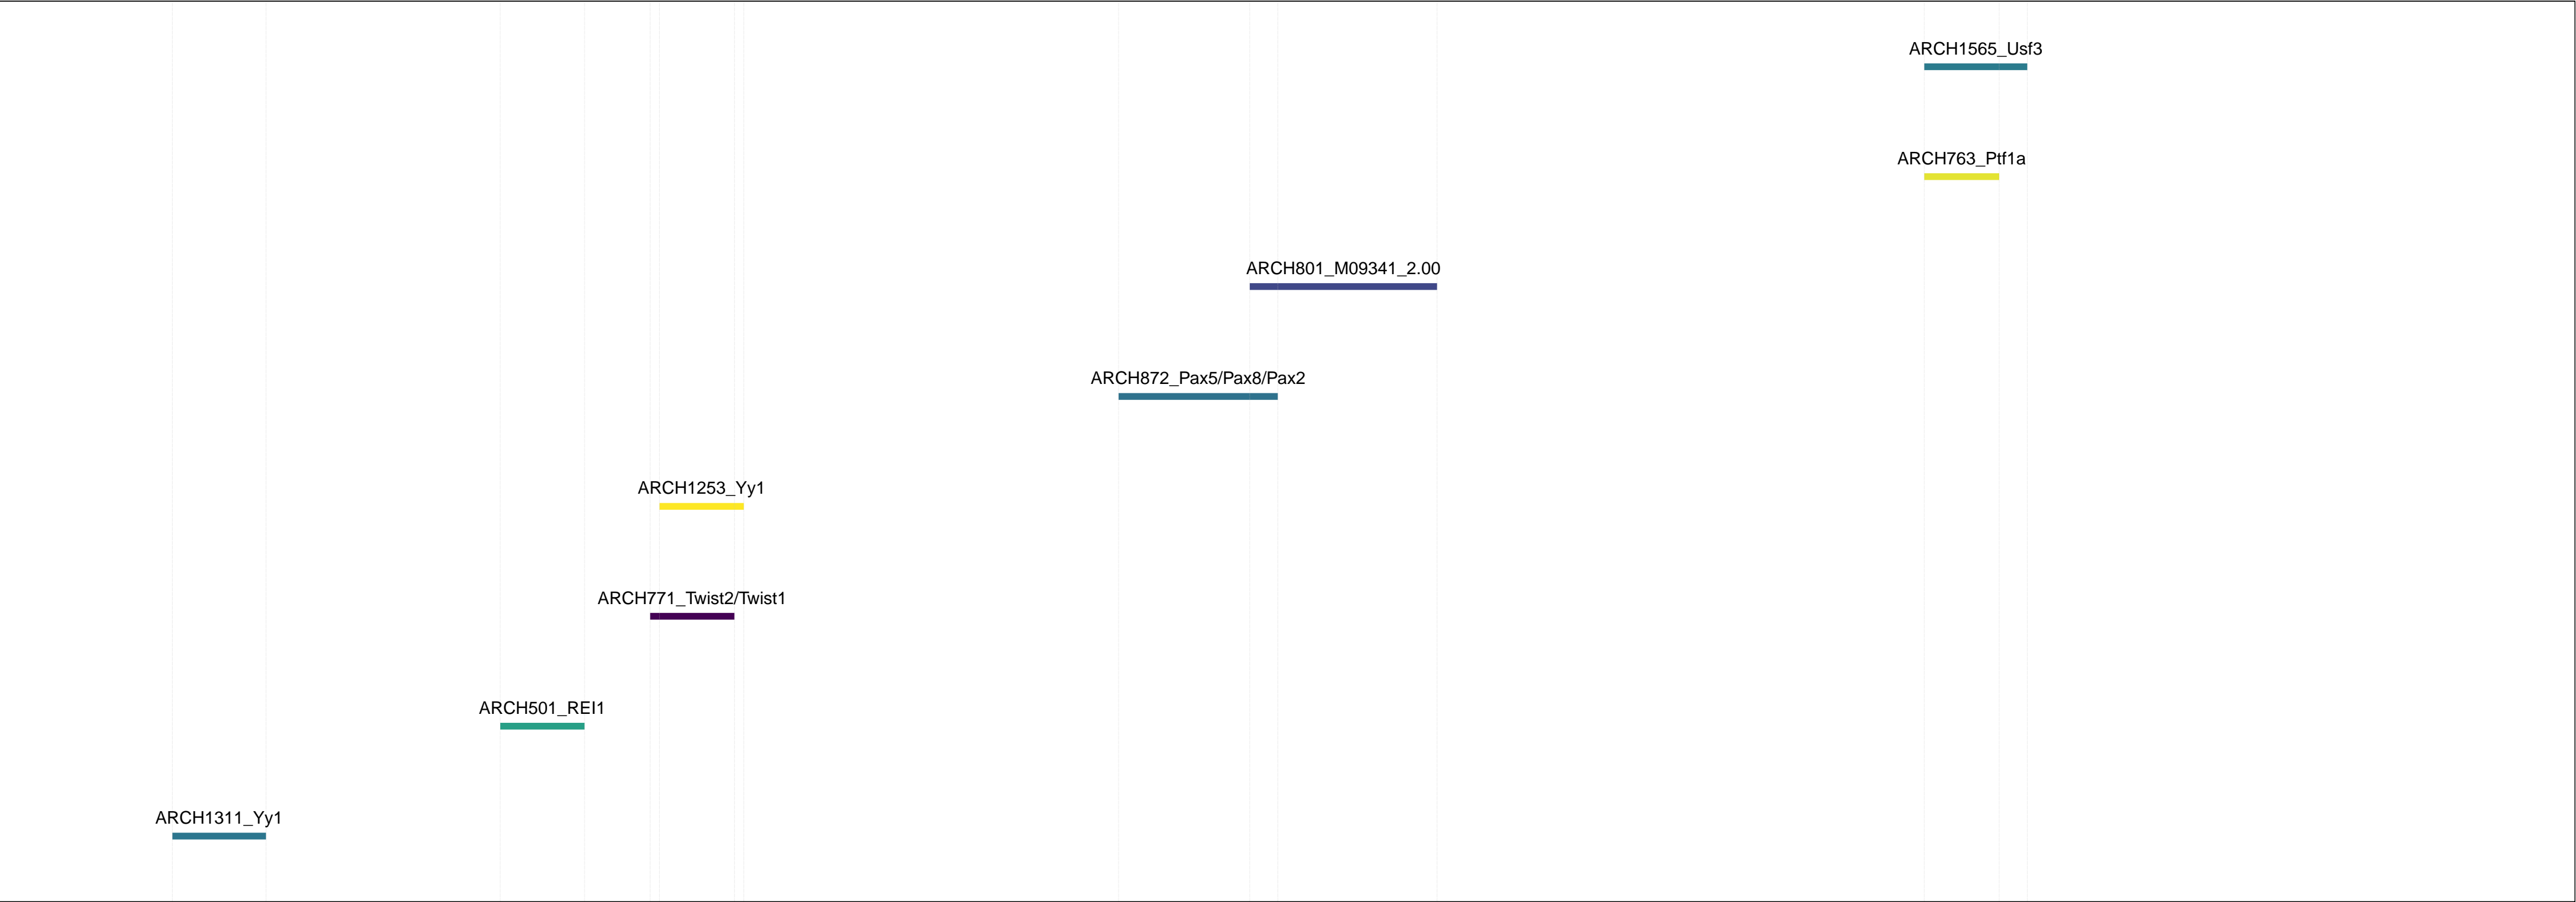 ARCH1565_Usf3
ARCH763_Ptf1a
ARCH801_M09341_2.00
ARCH872_Pax5/Pax8/Pax2
ARCH1253_Yy1
ARCH771_Twist2/Twist1
ARCH501_REI1
ARCH1311_Yy1